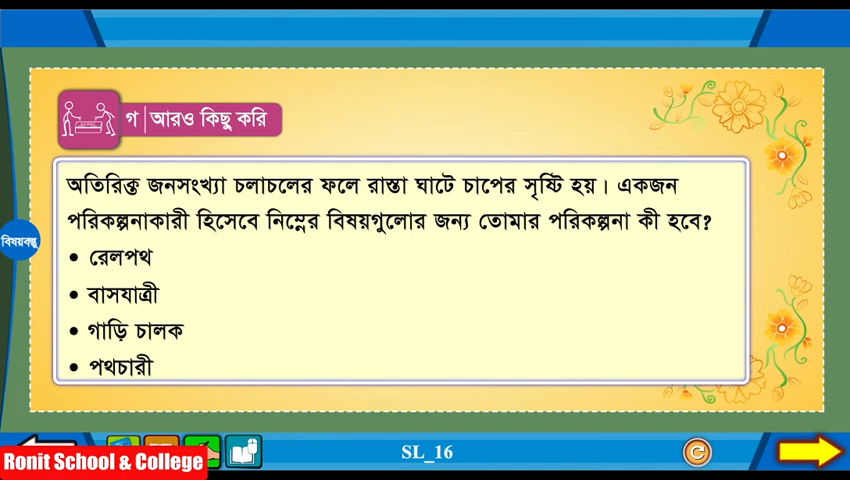 গ আরও কিছু করি
অতিরিক্ত জনসংখ্যা চলাচলের ফলে রাস্তা ঘাটে চাপের সৃষ্টি হয়। একজন
পরিকল্পনাকারী হিসেবে নিম্নের বিষয়গুলোর জন্য তোমার পরিকল্পনা কী হবে?
• রেলপথ
• বাসযাত্রী
• গাড়ি চালক
• পথচারী
বিষয়বস্তু
SL_16
Ronit School & College